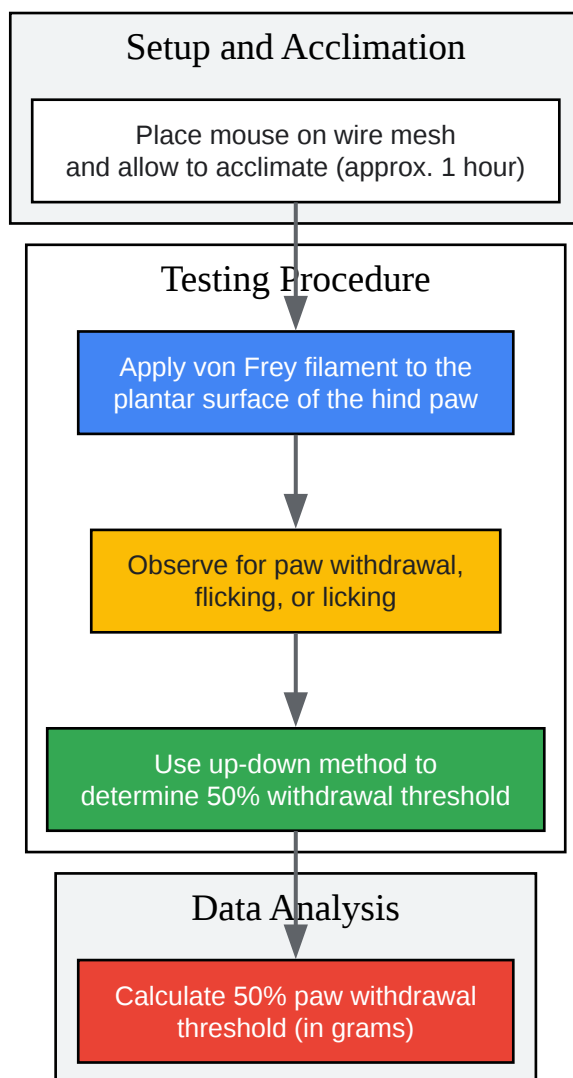 Setup and Acclimation
Place mouse on wire mesh
and allow to acclimate (approx. 1 hour)
Testing Procedure
Apply von Frey filament to the
plantar surface of the hind paw
Observe for paw withdrawal,
flicking, or licking
Use up-down method to
determine 50% withdrawal threshold
Data Analysis
Calculate 50% paw withdrawal
threshold (in grams)